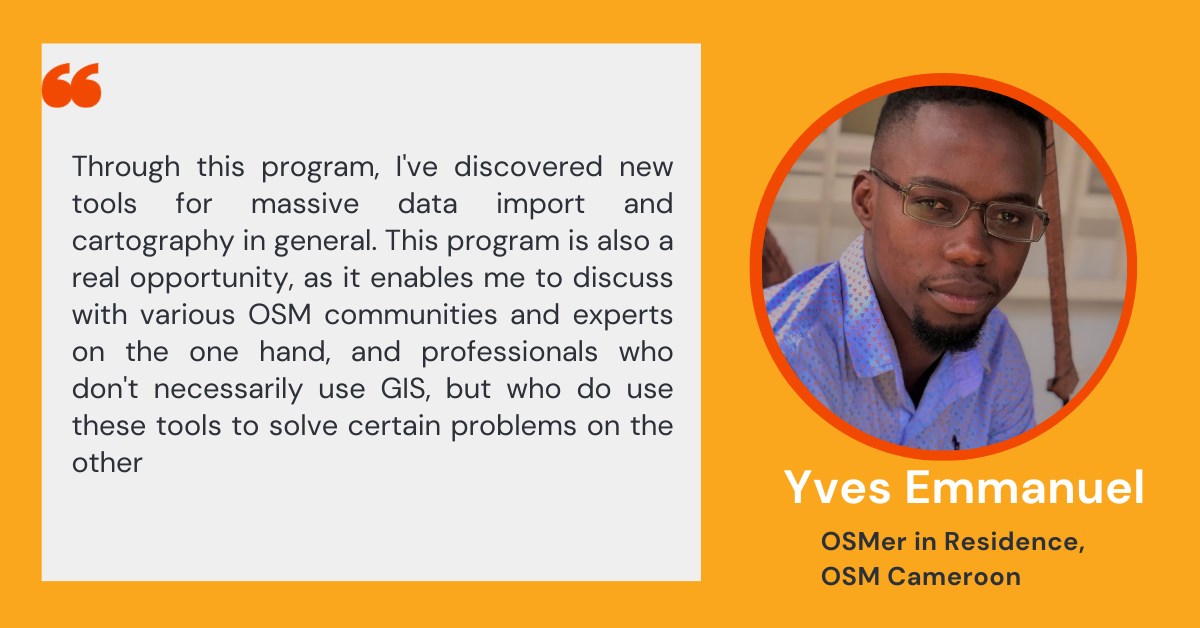 ❝
Through this program, I've discovered new
tools for massive data import and
cartography in general. This program is also a
real opportunity, as it enables me to discuss
with various OSM communities and experts
on the one hand, and professionals who
don't necessarily use GIS, but who do use
these tools to solve certain problems on the
other
Yves Emmanuel
OSMer in Residence,
OSM Cameroon